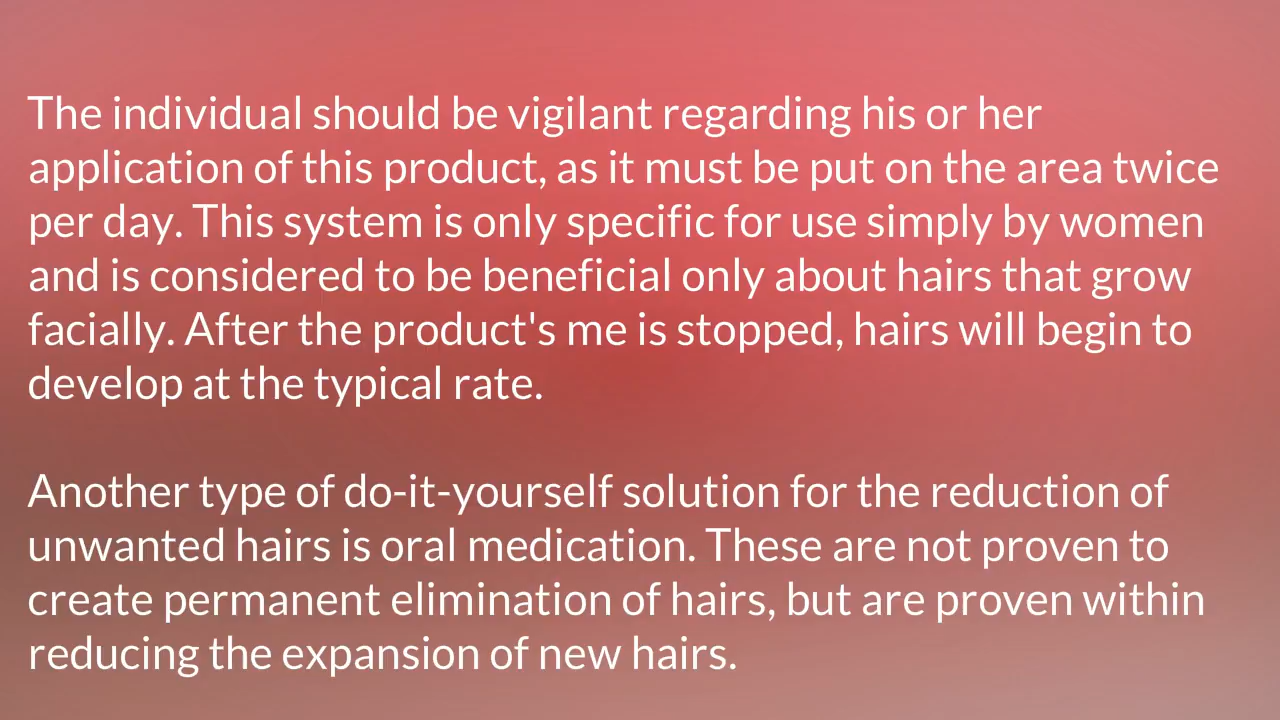 The individual should be vigilant regarding his or her
application of this product, as it must be put on the area twice
per day. This system is only specific for use simply by women
and is considered to be beneficial only about hairs that grow
facially. After the product's me is stopped, hairs will begin to
develop at the typical rate.
Another type of do-it-yourself solution for the reduction of
unwanted hairs is oral medication. These are not proven to
create permanent elimination of hairs, but are proven within
reducing the expansion of new hairs.